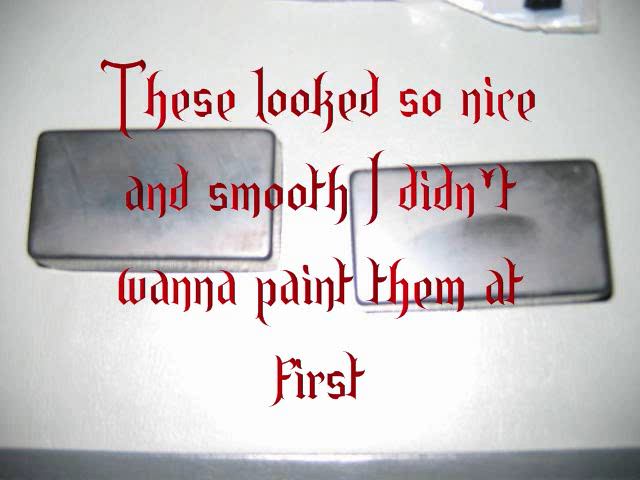 These looked so nice
and smooth I didn't
wanna paint them at
first